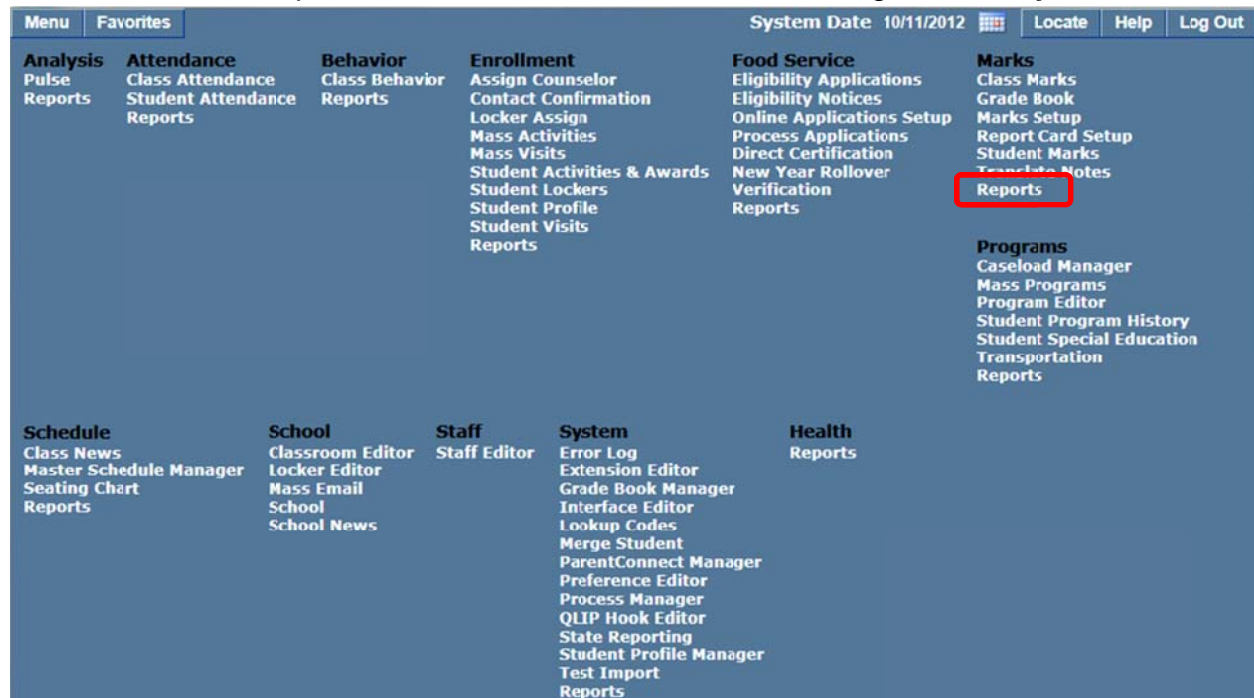 Menu Favorites System Date 10/11/2012 Locate Help Log Out
Analysis
Pulse
Reports
Attendance
Class Attendance
Student Attendance
Reports
Behavior
Class Behavior
Reports
Enrollment
Assign Counselor
Contact Confirmation
Locker Assign
Mass Activities
Mass Visits
Student Activities & Awards
Student Lockers
Student Profile
Student Visits
Reports
Food Service
Eligibility Applications
Eligibility Notices
Online Applications Setup
Process Applications
Direct Certification
New Year Rollover
Verification
Reports
Marks
Class Marks
Grade Book
Marks Setup
Report Card Setup
Student Marks
Translate Notes
Reports
Programs
Caseload Manager
Mass Programs
Program Editor
Student Program History
Student Special Education
Transportation
Reports
Schedule
Class News
Master Schedule Manager
Seating Chart
Reports
School
Classroom Editor
Locker Editor
Mass Email
School
School News
Staff
Staff Editor
System
Error Log
Extension Editor
Grade Book Manager
Interface Editor
Lookup Codes
Merge Student
ParentConnect Manager
Preference Editor
Process Manager
QLIP Hook Editor
State Reporting
Student Profile Manager
Test Import
Reports
Health
Reports